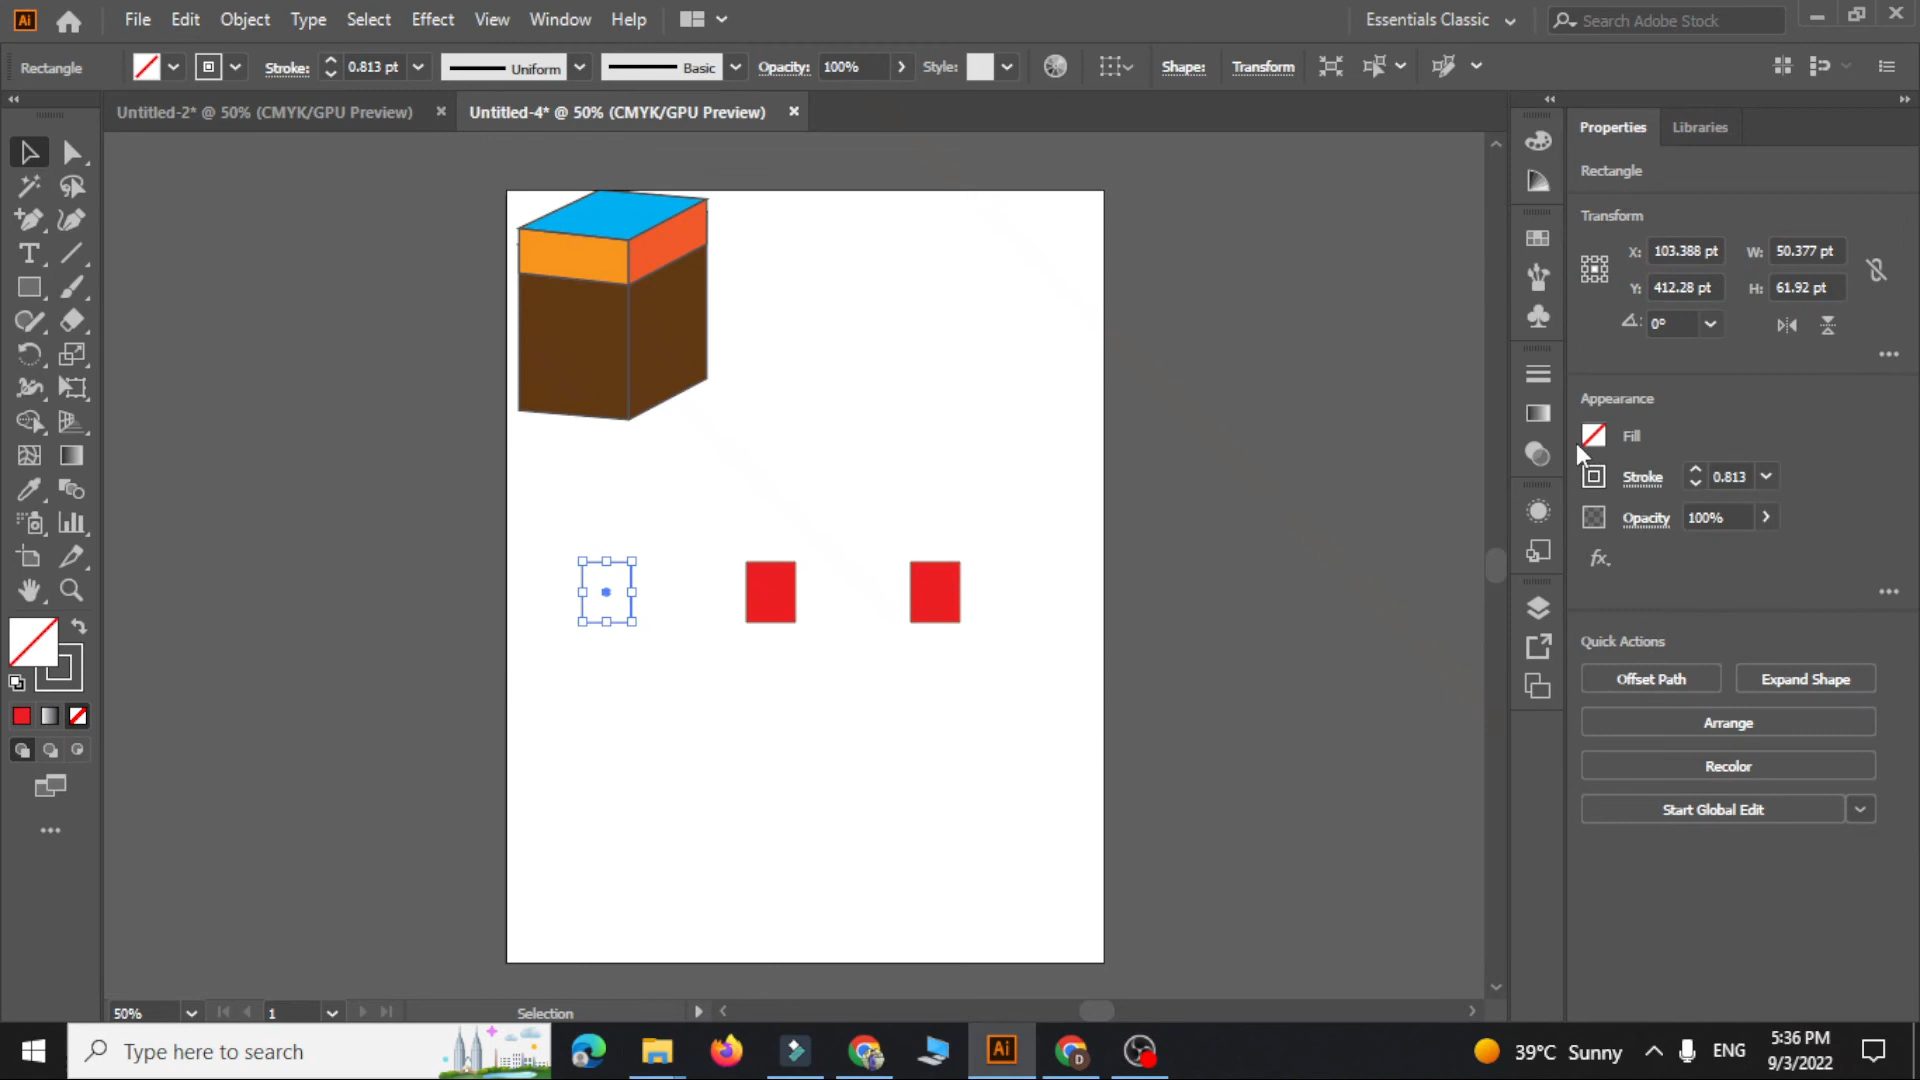 Ai File Edit Object Type Select Effect View Window Help Essentials Classic Search Adobe Stock
Rectangle Stroke: 0.813 pt Uniform Basic Opacity: 100% Style: Shape: Transform
Untitled-2* @ 50% (CMYK/GPU Preview) × Untitled-4* @ 50% (CMYK/GPU Preview) ×
Properties Libraries
Rectangle
Transform
X: 103.388 pt W: 50.377 pt
Y: 412.28 pt H: 61.92 pt
0°
Appearance
Fill
Stroke 0.813
Opacity 100%
fx.
Quick Actions
Offset Path Expand Shape
Arrange
Recolor
Start Global Edit
50% 1 Selection
Type here to search Ai 39°C Sunny ENG 5:36 PM
9/3/2022